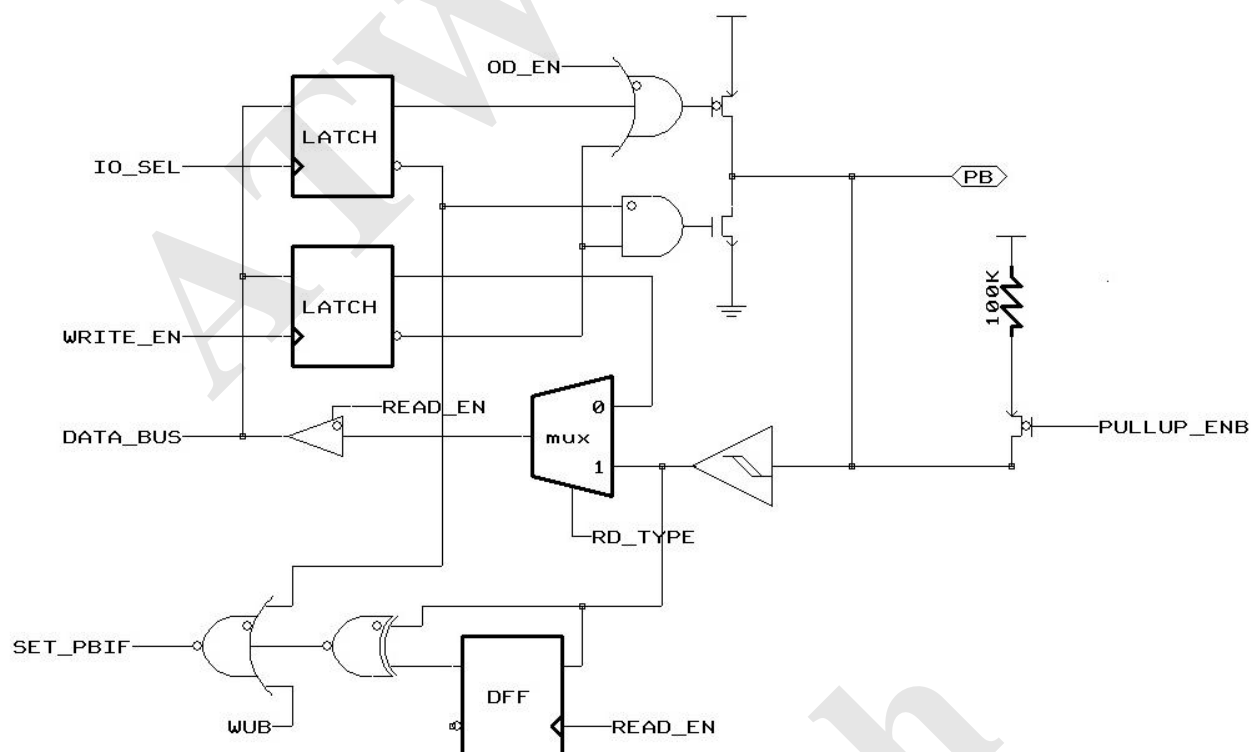 OD_EN
LATCH
IO_SEL
PB
LATCH
100K
WRITE_EN
READ_EN
0
DATA_BUS
mux
PULLUP_ENB
1
RD_TYPE
SET_PBIF
DFF
WUB
READ_EN